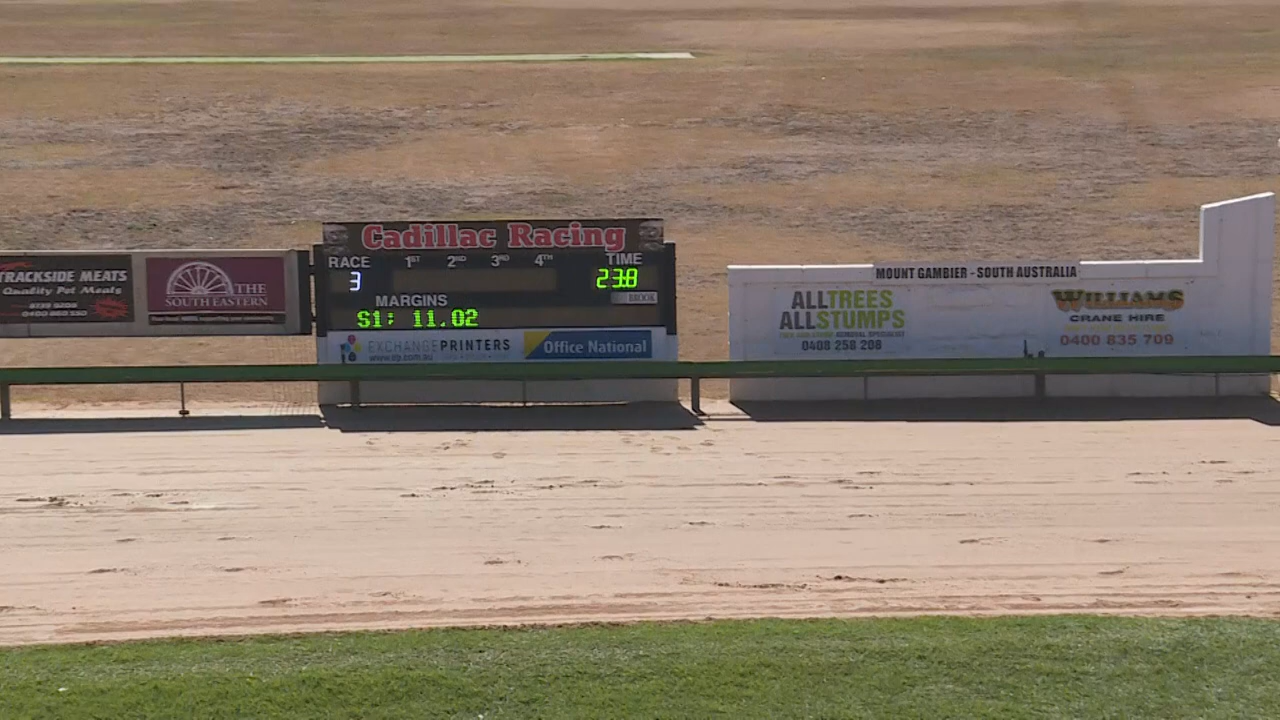 TRACKSIDE MEATS
Quality Pet Meats
THE
SOUTH EASTERN
Cadillac Racing
RACE 1ST 2ND 3RD 4TH TIME
3 23.8
BROOK
MARGINS
S1: 11.02
EXCHANGEPRINTERS
Office National
MOUNT GAMBIER - SOUTH AUSTRALIA
ALLTREES
ALLSTUMPS
0408 258 208
WILLIAMS
CRANE HIRE
0400 835 709